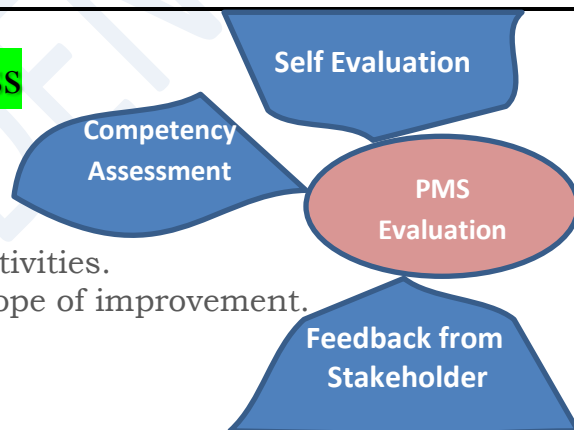 ss
Self Evaluation
Competency
Assessment
PMS
Evaluation
tivities.
ope of improvement.
Feedback from
Stakeholder